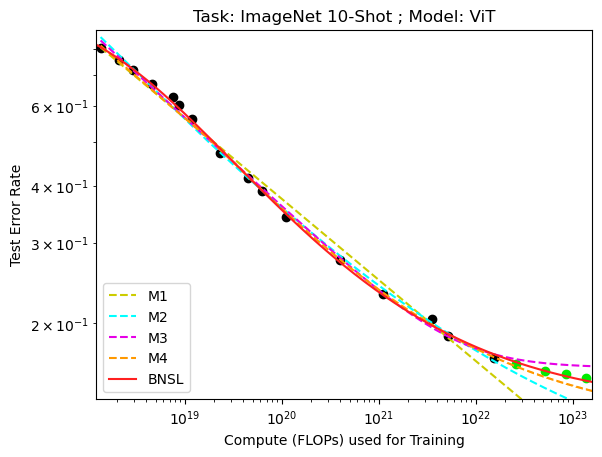 Task: ImageNet 10-Shot ; Model: ViT
Test Error Rate
6 × 10⁻¹
4 × 10⁻¹
3 × 10⁻¹
2 × 10⁻¹
M1
M2
M3
M4
BNSL
10¹⁹ 10²⁰ 10²¹ 10²² 10²³
Compute (FLOPs) used for Training